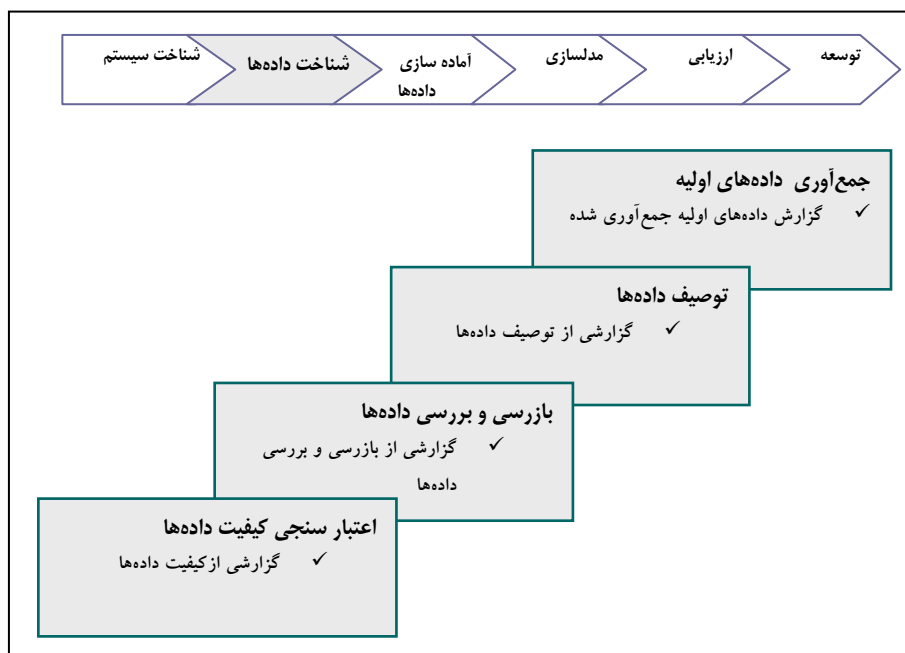 شناخت سیستم
شناخت داده‌ها
آماده سازی
داده‌ها
مدلسازی
ارزیابی
توسعه
جمع‌آوری داده‌های اولیه
✓ گزارش داده‌های اولیه جمع‌آوری شده
توصیف داده‌ها
✓ گزارشی از توصیف داده‌ها
بازرسی و بررسی داده‌ها
✓ گزارشی از بازرسی و بررسی
داده‌ها
اعتبار سنجی کیفیت داده‌ها
✓ گزارشی ازکیفیت داده‌ها